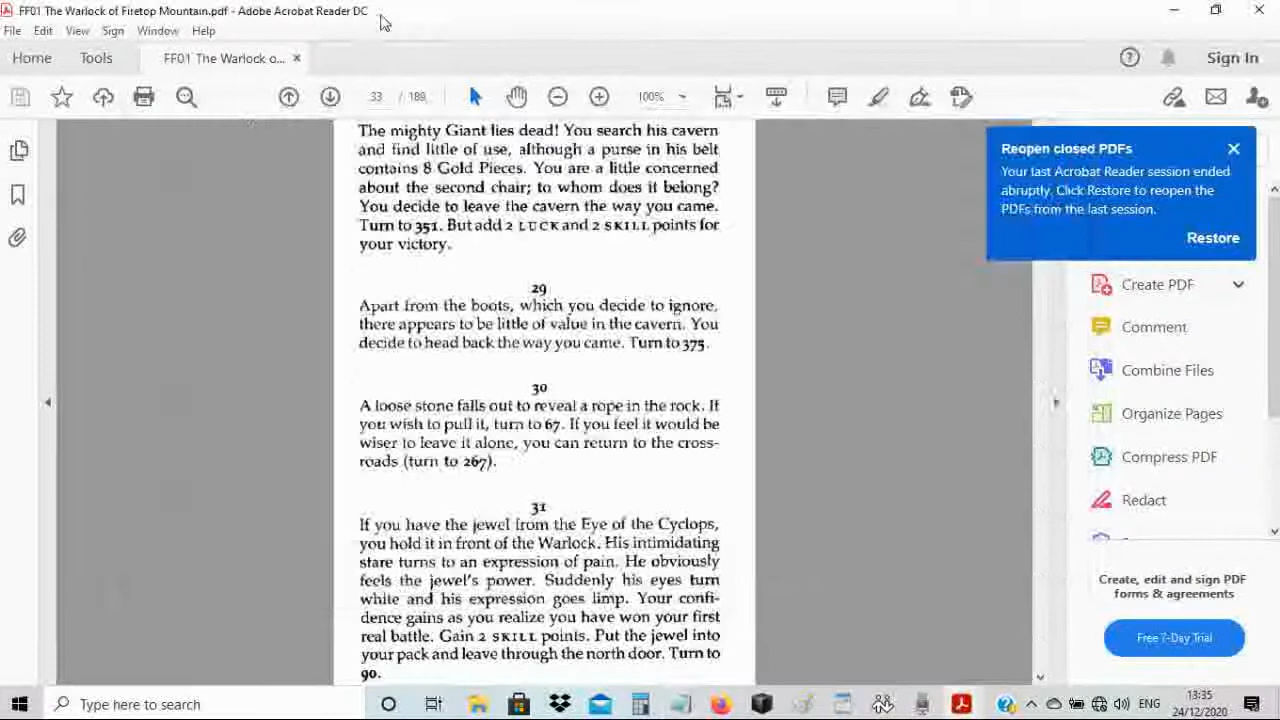 FF01 The Warlock of Firetop Mountain.pdf - Adobe Acrobat Reader DC
File Edit View Sign Window Help
Home Tools FF01 The Warlock o... Sign In
33 / 188 100%
The mighty Giant lies dead! You search his cavern
and find little of use, although a purse in his belt
contains 8 Gold Pieces. You are a little concerned
about the second chair; to whom does it belong?
You decide to leave the cavern the way you came.
Turn to 351. But add 2 LUCK and 2 SKILL points for
your victory.
29
Apart from the boots, which you decide to ignore,
there appears to be little of value in the cavern. You
decide to head back the way you came. Turn to 375.
30
A loose stone falls out to reveal a rope in the rock. If
you wish to pull it, turn to 67. If you feel it would be
wiser to leave it alone, you can return to the cross-
roads (turn to 267).
31
If you have the jewel from the Eye of the Cyclops,
you hold it in front of the Warlock. His intimidating
stare turns to an expression of pain. He obviously
feels the jewel's power. Suddenly his eyes turn
white and his expression goes limp. Your confi-
dence gains as you realize you have won your first
real battle. Gain 2 SKILL points. Put the jewel into
your pack and leave through the north door. Turn to
90.
Reopen closed PDFs
Your last Acrobat Reader session ended
abruptly. Click Restore to reopen the
PDFs from the last session.
Restore
Create PDF
Comment
Combine Files
Organize Pages
Compress PDF
Redact
Create, edit and sign PDF
forms & agreements
Free 7-Day Trial
Type here to search
ENG
13:35
24/12/2020